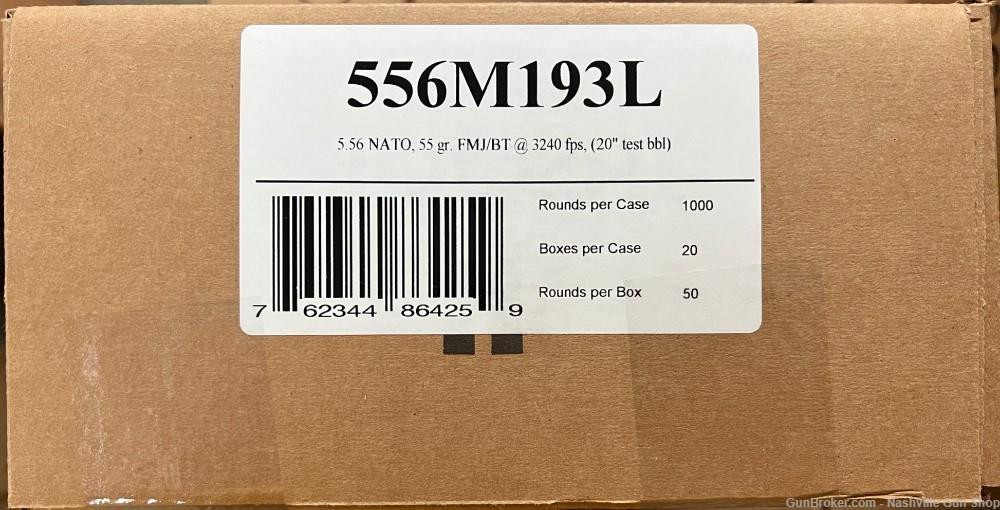 556M193L
5.56 NATO, 55 gr. FMJ/BT @ 3240 fps, (20" test bbl)
Rounds per Case 1000
Boxes per Case 20
Rounds per Box 50
7 62344 86425 9
GunBroker.com - Nashville Gun Shop